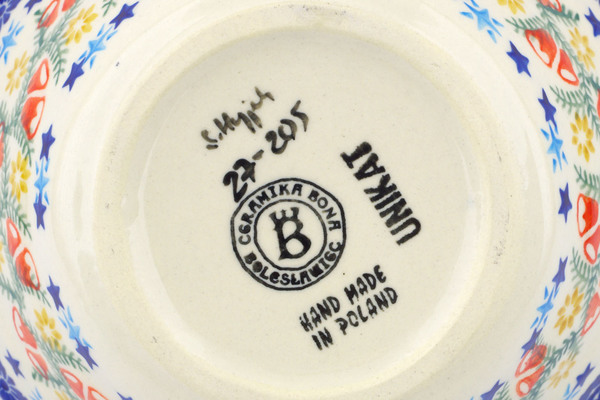 27-205
UNIKAT
CERAMIKA BONA
B
BOLESŁAWIEC
HAND MADE
IN POLAND